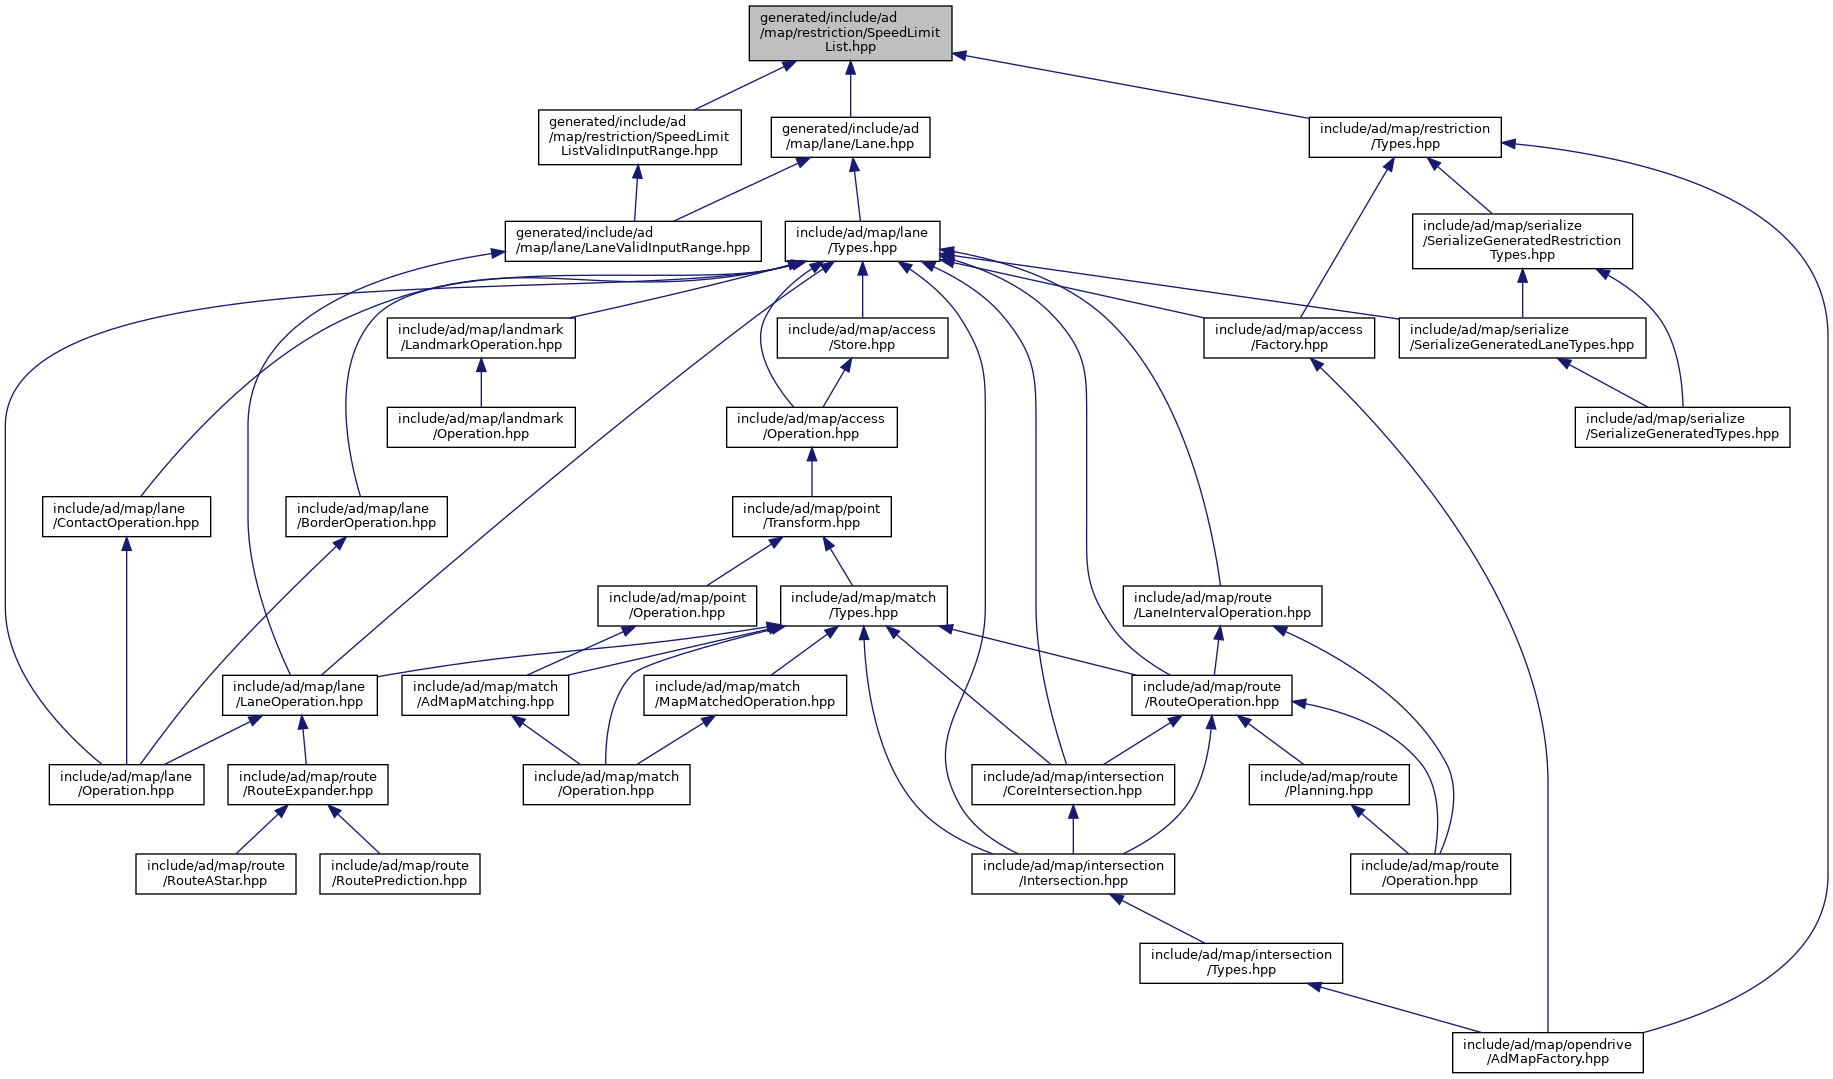 generated/include/ad
/map/restriction/SpeedLimit
List.hpp
generated/include/ad
/map/restriction/SpeedLimit
ListValidInputRange.hpp
generated/include/ad
/map/lane/Lane.hpp
include/ad/map/restriction
/Types.hpp
generated/include/ad
/map/lane/LaneValidInputRange.hpp
include/ad/map/lane
/Types.hpp
include/ad/map/serialize
/SerializeGeneratedRestriction
Types.hpp
include/ad/map/landmark
/LandmarkOperation.hpp
include/ad/map/access
/Store.hpp
include/ad/map/access
/Factory.hpp
include/ad/map/serialize
/SerializeGeneratedLaneTypes.hpp
include/ad/map/landmark
/Operation.hpp
include/ad/map/access
/Operation.hpp
include/ad/map/serialize
/SerializeGeneratedTypes.hpp
include/ad/map/lane
/ContactOperation.hpp
include/ad/map/lane
/BorderOperation.hpp
include/ad/map/point
/Transform.hpp
include/ad/map/point
/Operation.hpp
include/ad/map/match
/Types.hpp
include/ad/map/route
/LaneIntervalOperation.hpp
include/ad/map/lane
/LaneOperation.hpp
include/ad/map/match
/AdMapMatching.hpp
include/ad/map/match
/MapMatchedOperation.hpp
include/ad/map/route
/RouteOperation.hpp
include/ad/map/lane
/Operation.hpp
include/ad/map/route
/RouteExpander.hpp
include/ad/map/match
/Operation.hpp
include/ad/map/intersection
/CoreIntersection.hpp
include/ad/map/route
/Planning.hpp
include/ad/map/route
/RouteAStar.hpp
include/ad/map/route
/RoutePrediction.hpp
include/ad/map/intersection
/Intersection.hpp
include/ad/map/route
/Operation.hpp
include/ad/map/intersection
/Types.hpp
include/ad/map/opendrive
/AdMapFactory.hpp